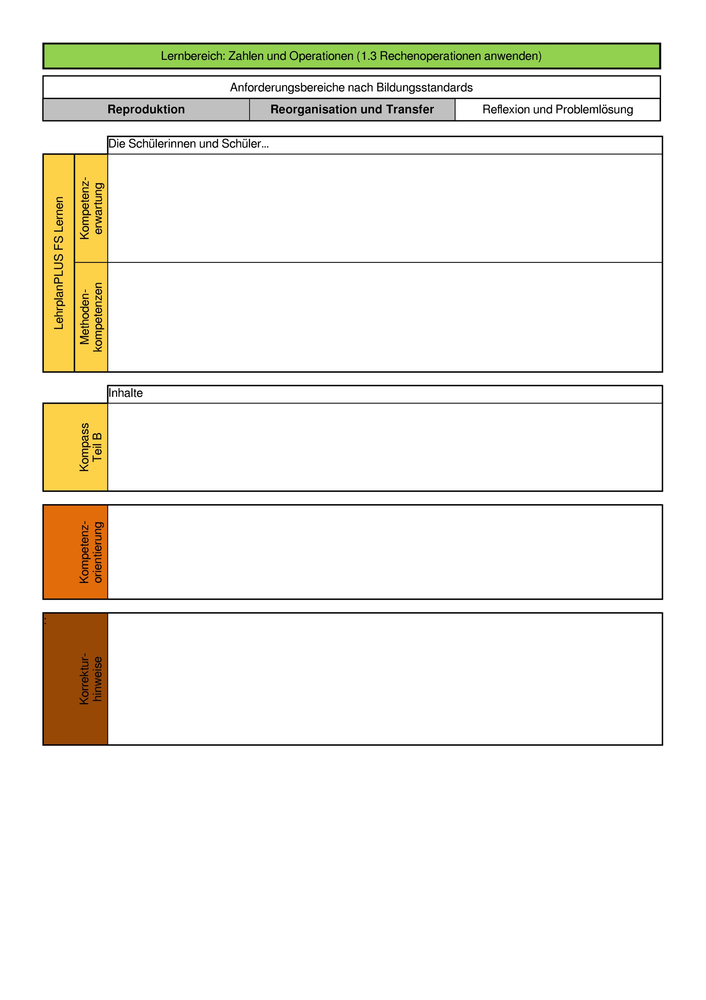 Lernbereich: Zahlen und Operationen (1.3 Rechenoperationen anwenden)
Anforderungsbereiche nach Bildungsstandards
Reproduktion
Reorganisation und Transfer
Reflexion und Problemlösung
Die Schülerinnen und Schüler...
LehrplanPLUS FS Lernen
Kompetenz-
erwartung
Methoden-
kompetenzen
Inhalte
Kompass
Teil B
Kompetenz-
orientierung
:
Korrektur-
hinweise